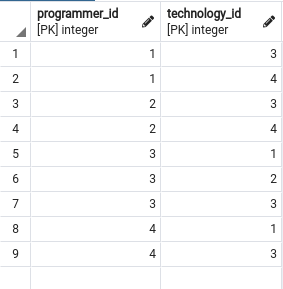 programmer_id technology_id
[PK] integer [PK] integer
1 1 3
2 1 4
3 2 3
4 2 4
5 3 1
6 3 2
7 3 3
8 4 1
9 4 3